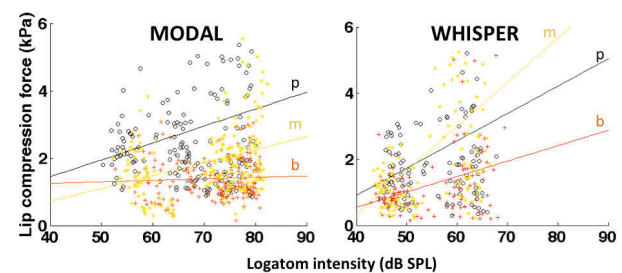 MODAL
WHISPER
Lip compression force (kPa)
6
4
2
0
40 50 60 70 80 90
p
m
b
6
4
2
0
40 50 60 70 80 90
m
p
b
Logatom intensity (dB SPL)